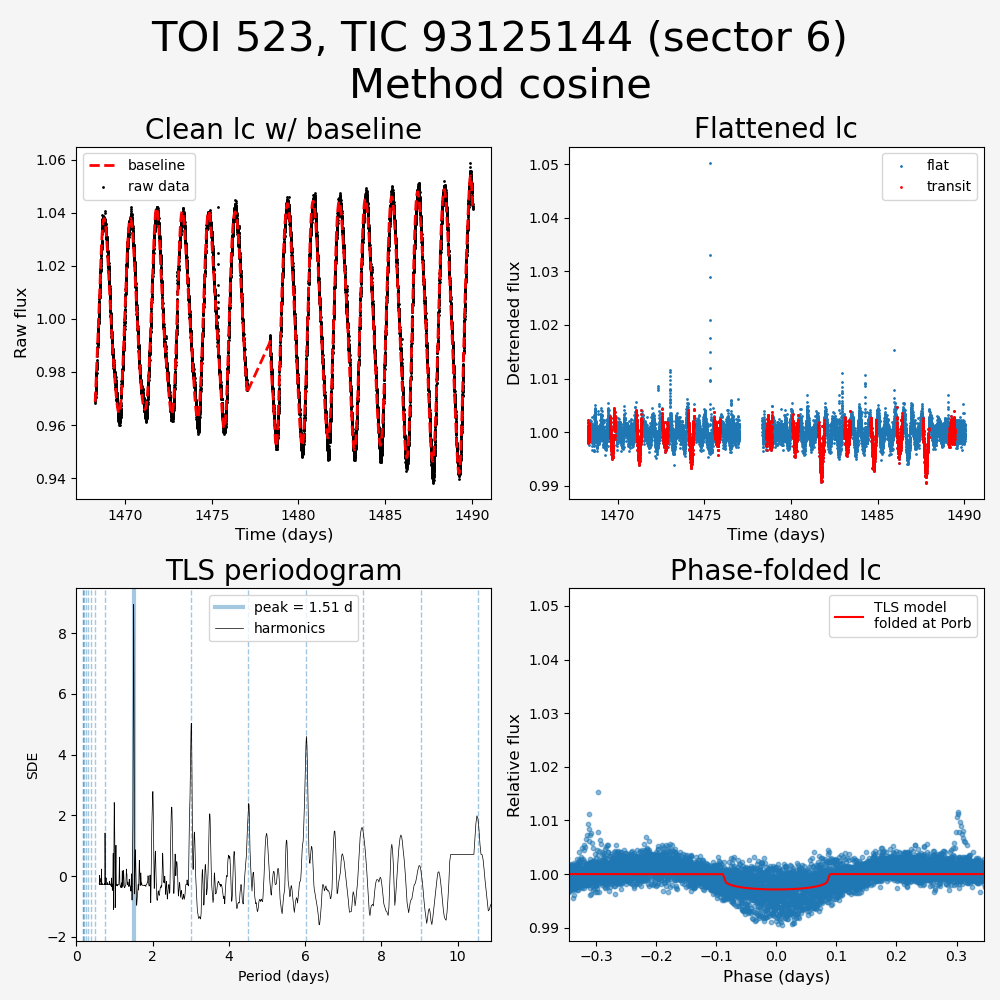 TOI 523, TIC 93125144 (sector 6)
Method cosine
Clean lc w/ baseline
baseline
raw data
Raw flux
1.06
1.04
1.02
1.00
0.98
0.96
0.94
1470
1475
1480
1485
1490
Time (days)
Flattened lc
flat
transit
Detrended flux
1.05
1.04
1.03
1.02
1.01
1.00
0.99
1470
1475
1480
1485
1490
Time (days)
TLS periodogram
peak = 1.51 d
harmonics
SDE
8
6
4
2
0
−2
0
2
4
6
8
10
Period (days)
Phase-folded lc
TLS model
folded at Porb
Relative flux
1.05
1.04
1.03
1.02
1.01
1.00
0.99
−0.3
−0.2
−0.1
0.0
0.1
0.2
0.3
Phase (days)